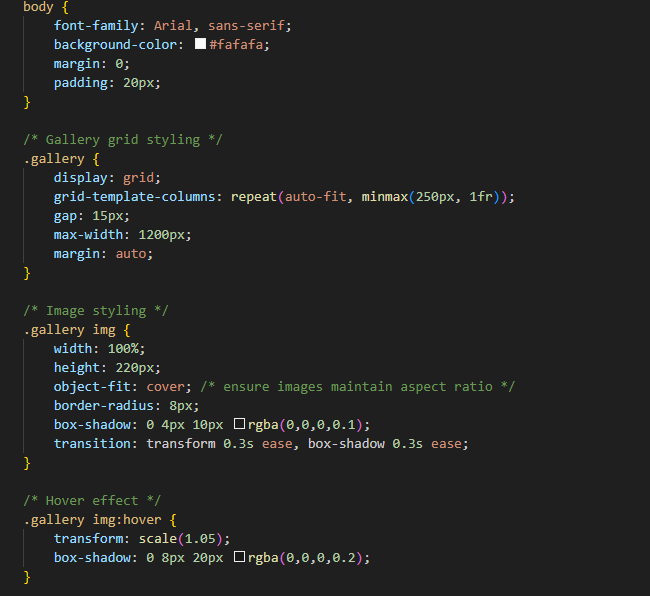 body {
    font-family: Arial, sans-serif;
    background-color: #fafafa;
    margin: 0;
    padding: 20px;
}

/* Gallery grid styling */
.gallery {
    display: grid;
    grid-template-columns: repeat(auto-fit, minmax(250px, 1fr));
    gap: 15px;
    max-width: 1200px;
    margin: auto;
}

/* Image styling */
.gallery img {
    width: 100%;
    height: 220px;
    object-fit: cover; /* ensure images maintain aspect ratio */
    border-radius: 8px;
    box-shadow: 0 4px 10px rgba(0,0,0,0.1);
    transition: transform 0.3s ease, box-shadow 0.3s ease;
}

/* Hover effect */
.gallery img:hover {
    transform: scale(1.05);
    box-shadow: 0 8px 20px rgba(0,0,0,0.2);
}